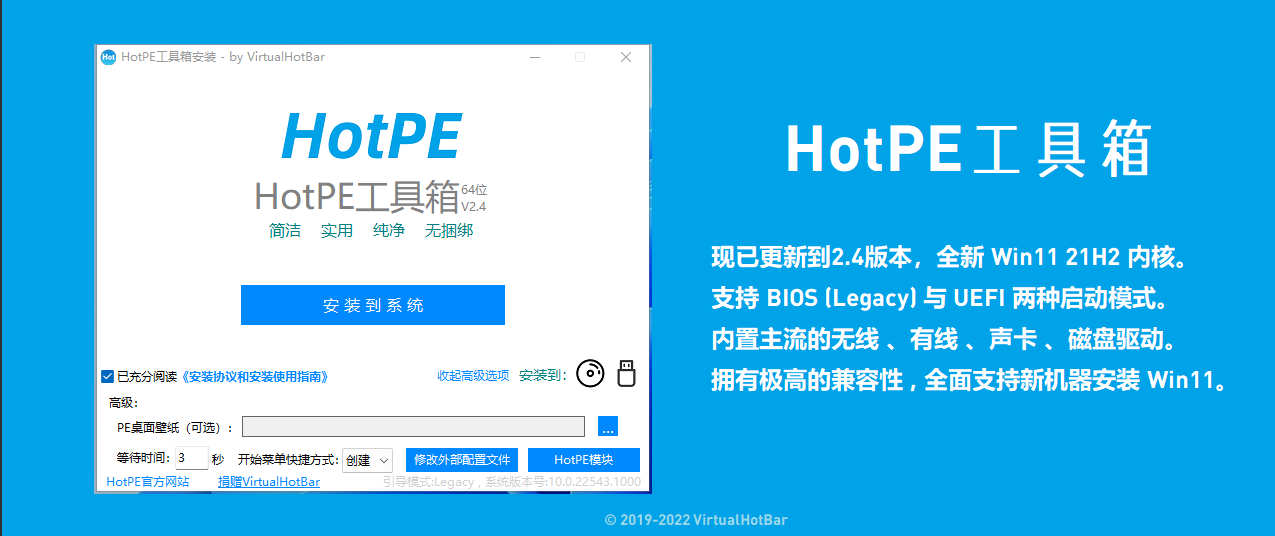 HotPE工具箱安装 - by VirtualHotBar
HotPE
HotPE工具箱 64位 V2.4
简洁 实用 纯净 无捆绑
安装到系统
已充分阅读《安装协议和安装使用指南》 收起高级选项 安装到：
高级：
PE桌面壁纸（可选）： ...
等待时间： 3 秒 开始菜单快捷方式： 创建 修改外部配置文件 HotPE模块
HotPE官方网站 捐赠VirtualHotBar 引导模式:Legacy , 系统版本号:10.0.22543.1000
HotPE工具箱
现已更新到2.4版本，全新 Win11 21H2 内核。
支持 BIOS (Legacy) 与 UEFI 两种启动模式。
内置主流的无线 、有线 、声卡 、磁盘驱动。
拥有极高的兼容性 , 全面支持新机器安装 Win11。
© 2019-2022 VirtualHotBar
Hot